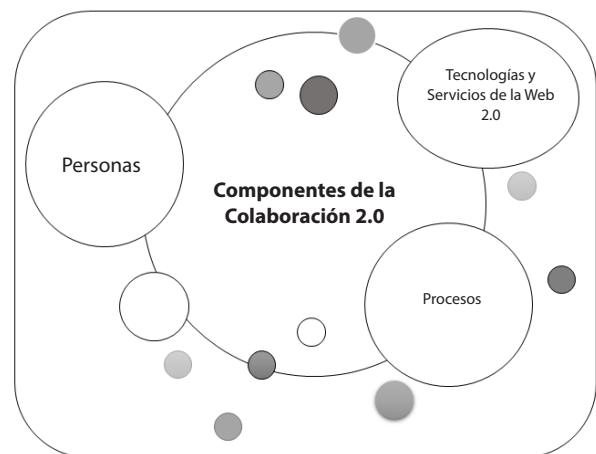 Tecnologías y
Servicios de la Web
2.0
Personas
Componentes de la
Colaboración 2.0
Procesos